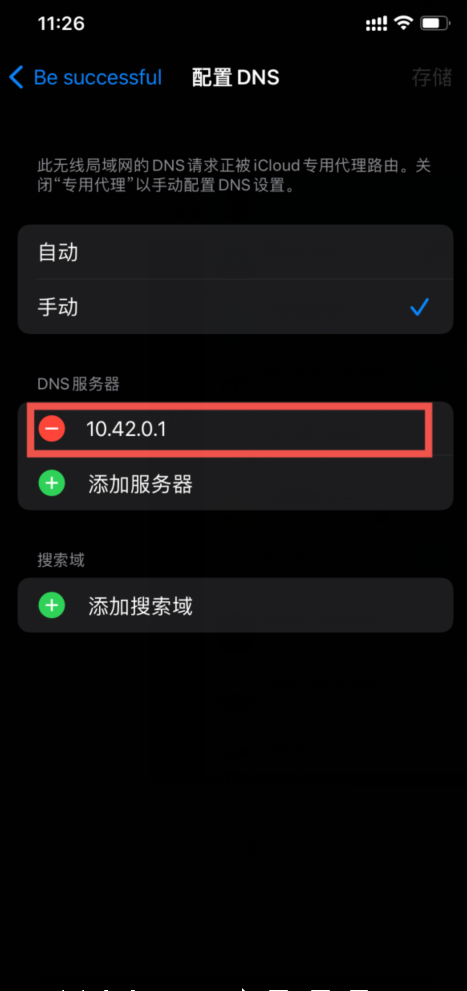 11:26
Be successful 配置 DNS 存储
此无线局域网的 DNS 请求正被 iCloud 专用代理路由。关
闭“专用代理”以手动配置 DNS 设置。
自动
手动
DNS 服务器
10.42.0.1
添加服务器
搜索域
添加搜索域